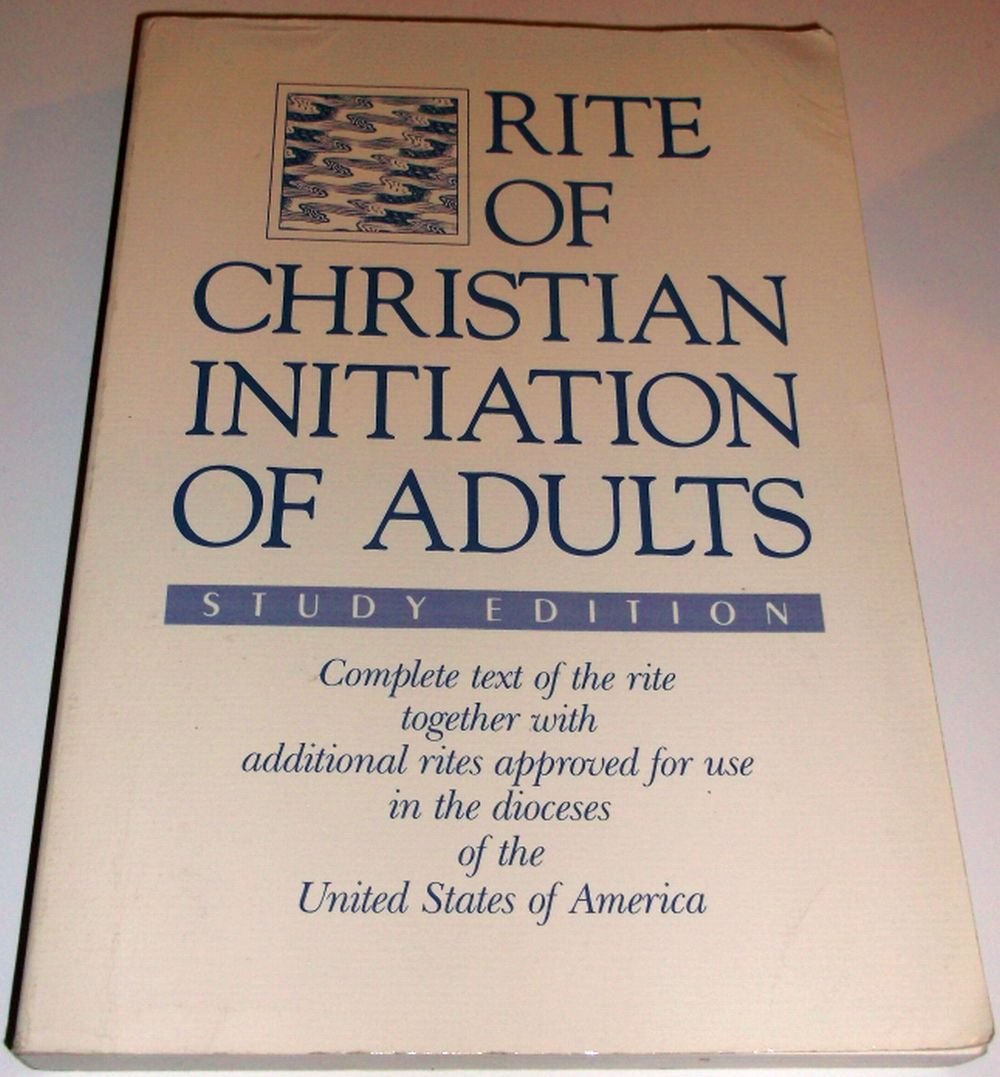 RITE
OF
CHRISTIAN
INITIATION
OF ADULTS
STUDY EDITION
Complete text of the rite
together with
additional rites approved for use
in the dioceses
of the
United States of America